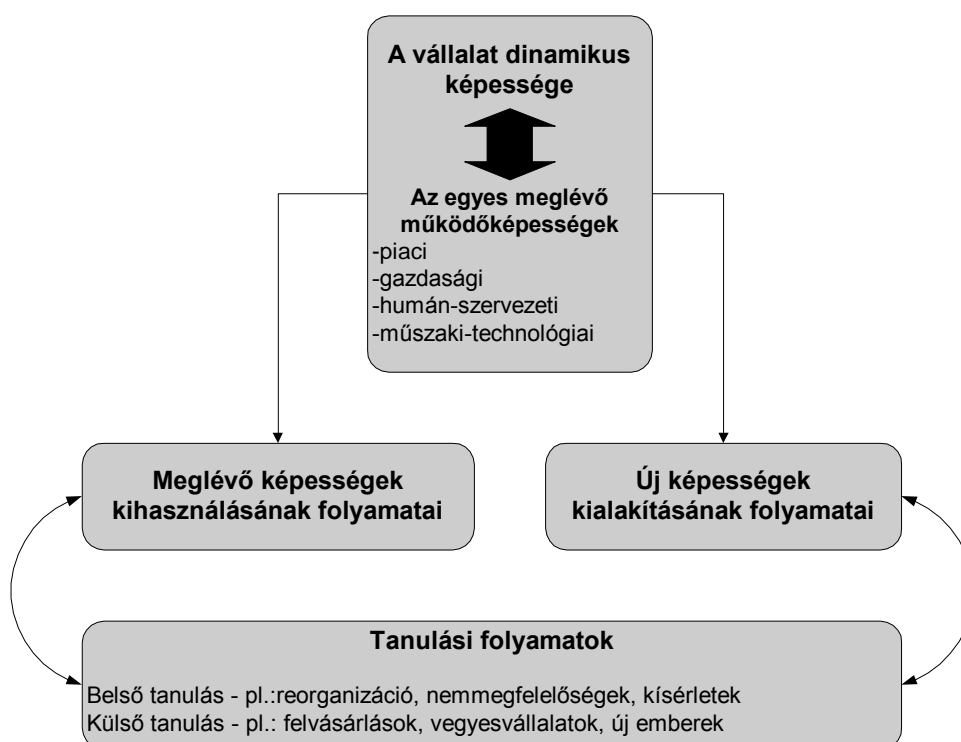 A vállalat dinamikus
képessége
Az egyes meglévő
működőképességek
-piaci
-gazdasági
-humán-szervezeti
-műszaki-technológiai
Meglévő képességek
kihasználásának folyamatai
Új képességek
kialakításának folyamatai
Tanulási folyamatok
Belső tanulás - pl.:reorganizáció, nemmegfelelőségek, kísérletek
Külső tanulás - pl.: felvásárlások, vegyesvállalatok, új emberek